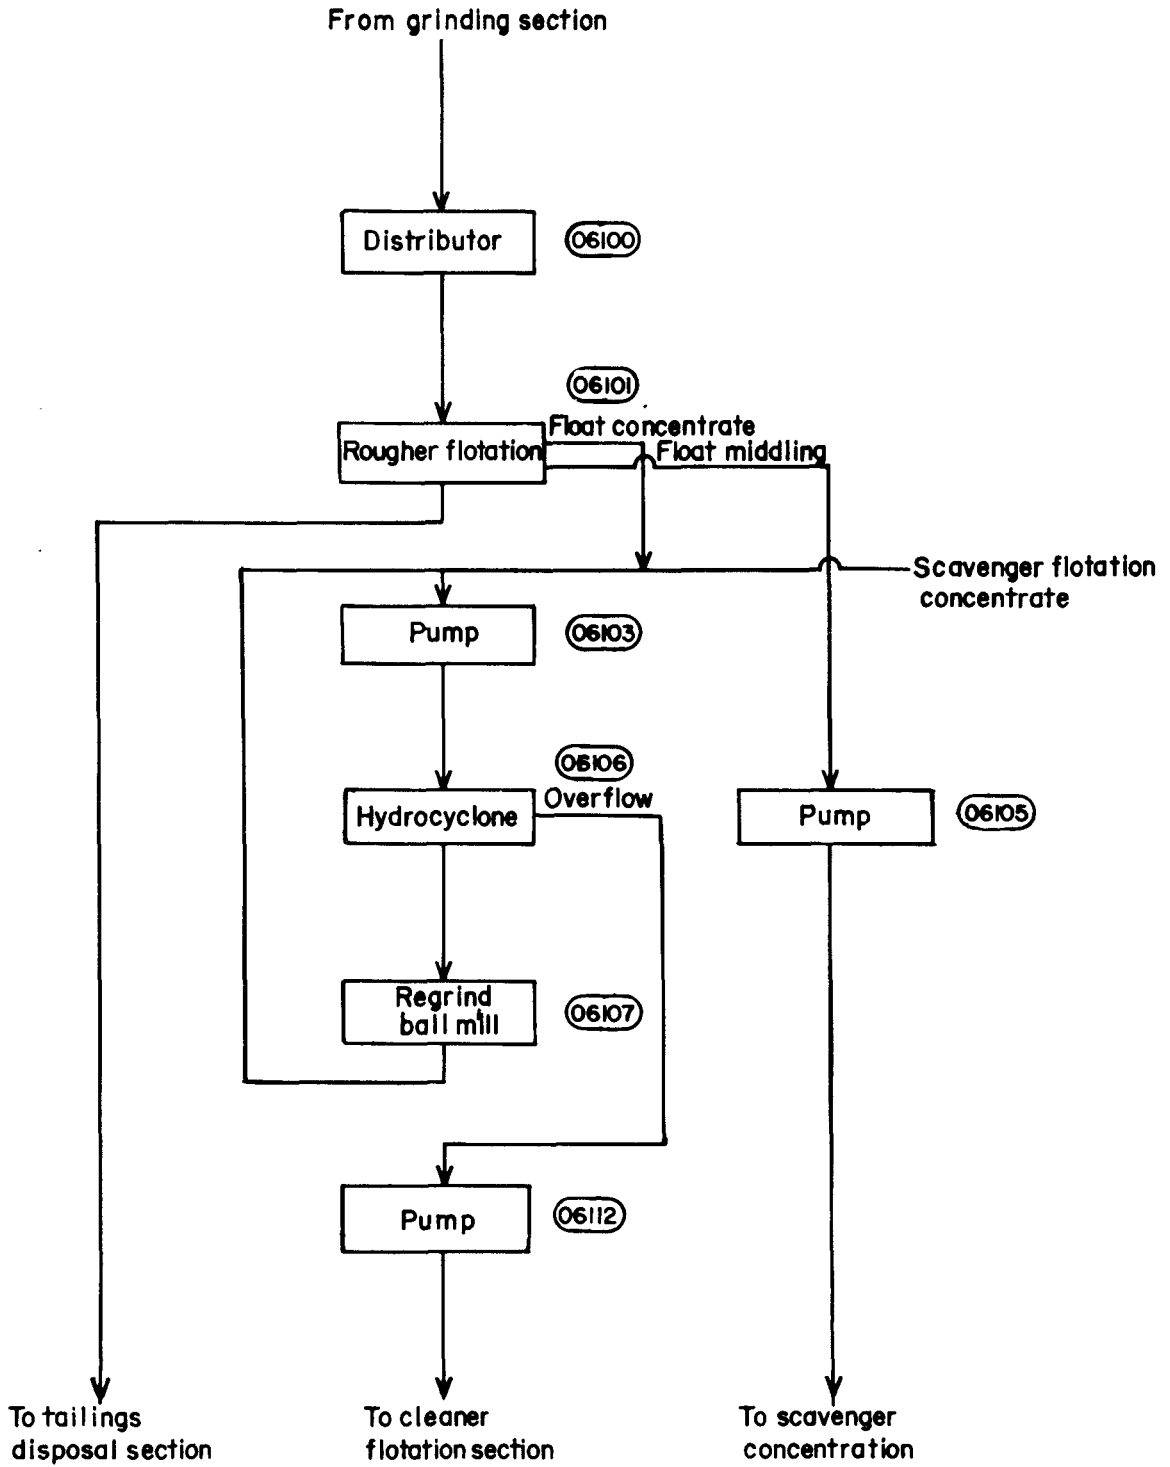 From grinding section
Distributor
06100
06101
Float concentrate
Rougher flotation
Float middling
Scavenger flotation
concentrate
Pump
06103
06106
Overflow
Hydrocyclone
Pump
06105
Regrind
ball mill
06107
Pump
06112
To tailings
disposal section
To cleaner
flotation section
To scavenger
concentration